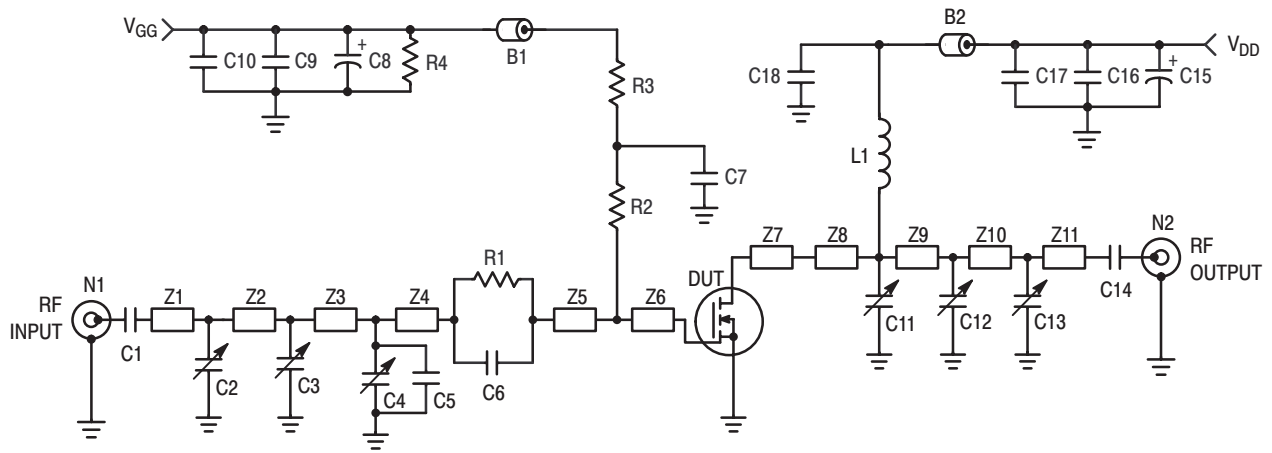 VGG
B1
B2
VDD
C10
C9
+
C8
R4
R3
C18
C17
C16
+
C15
L1
C7
R2
N2
RF
OUTPUT
Z7
Z8
Z9
Z10
Z11
C14
DUT
C11
C12
C13
R1
N1
RF
INPUT
C1
Z1
Z2
Z3
Z4
Z5
Z6
C2
C3
C4
C5
C6